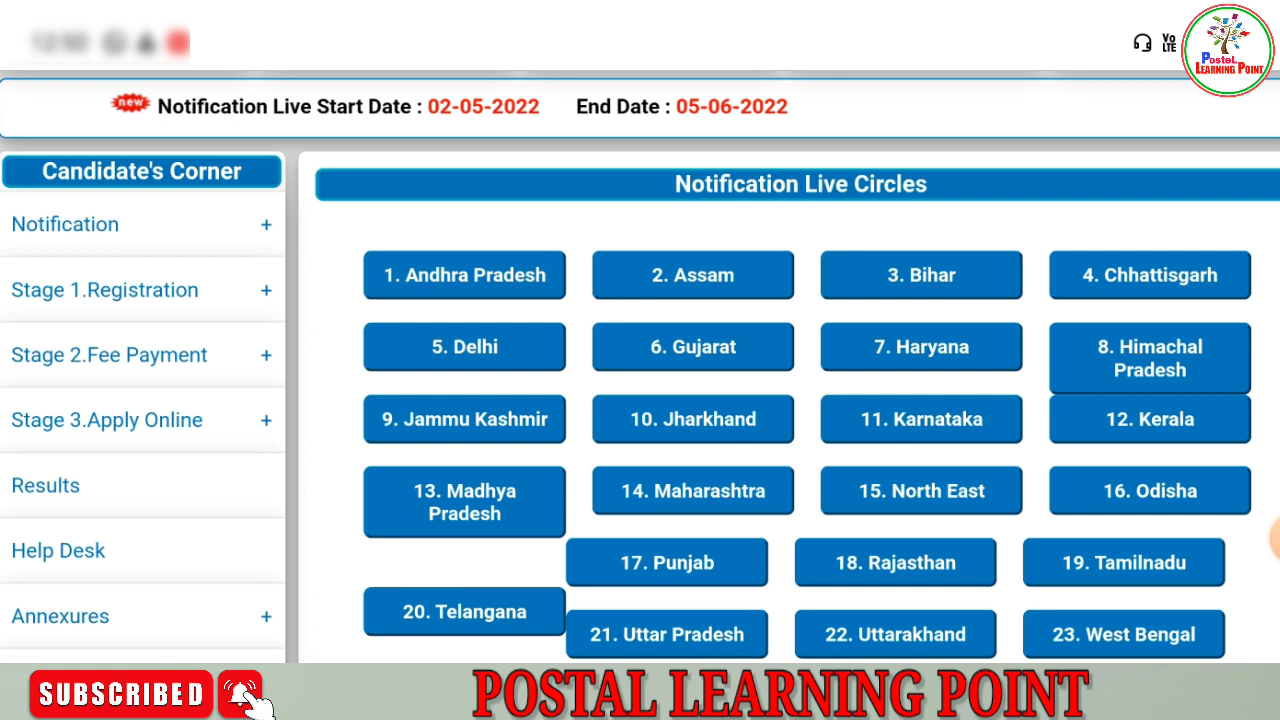 Vo
LTE
PosteL
LEARNING POINT
new Notification Live Start Date : 02-05-2022 End Date : 05-06-2022
Candidate's Corner
Notification +
Stage 1.Registration +
Stage 2.Fee Payment +
Stage 3.Apply Online +
Results
Help Desk
Annexures +
Notification Live Circles
1. Andhra Pradesh 2. Assam 3. Bihar 4. Chhattisgarh
5. Delhi 6. Gujarat 7. Haryana 8. Himachal
Pradesh
9. Jammu Kashmir 10. Jharkhand 11. Karnataka 12. Kerala
13. Madhya 14. Maharashtra 15. North East 16. Odisha
Pradesh
17. Punjab 18. Rajasthan 19. Tamilnadu
20. Telangana
21. Uttar Pradesh 22. Uttarakhand 23. West Bengal
SUBSCRIBED
POSTAL LEARNING POINT